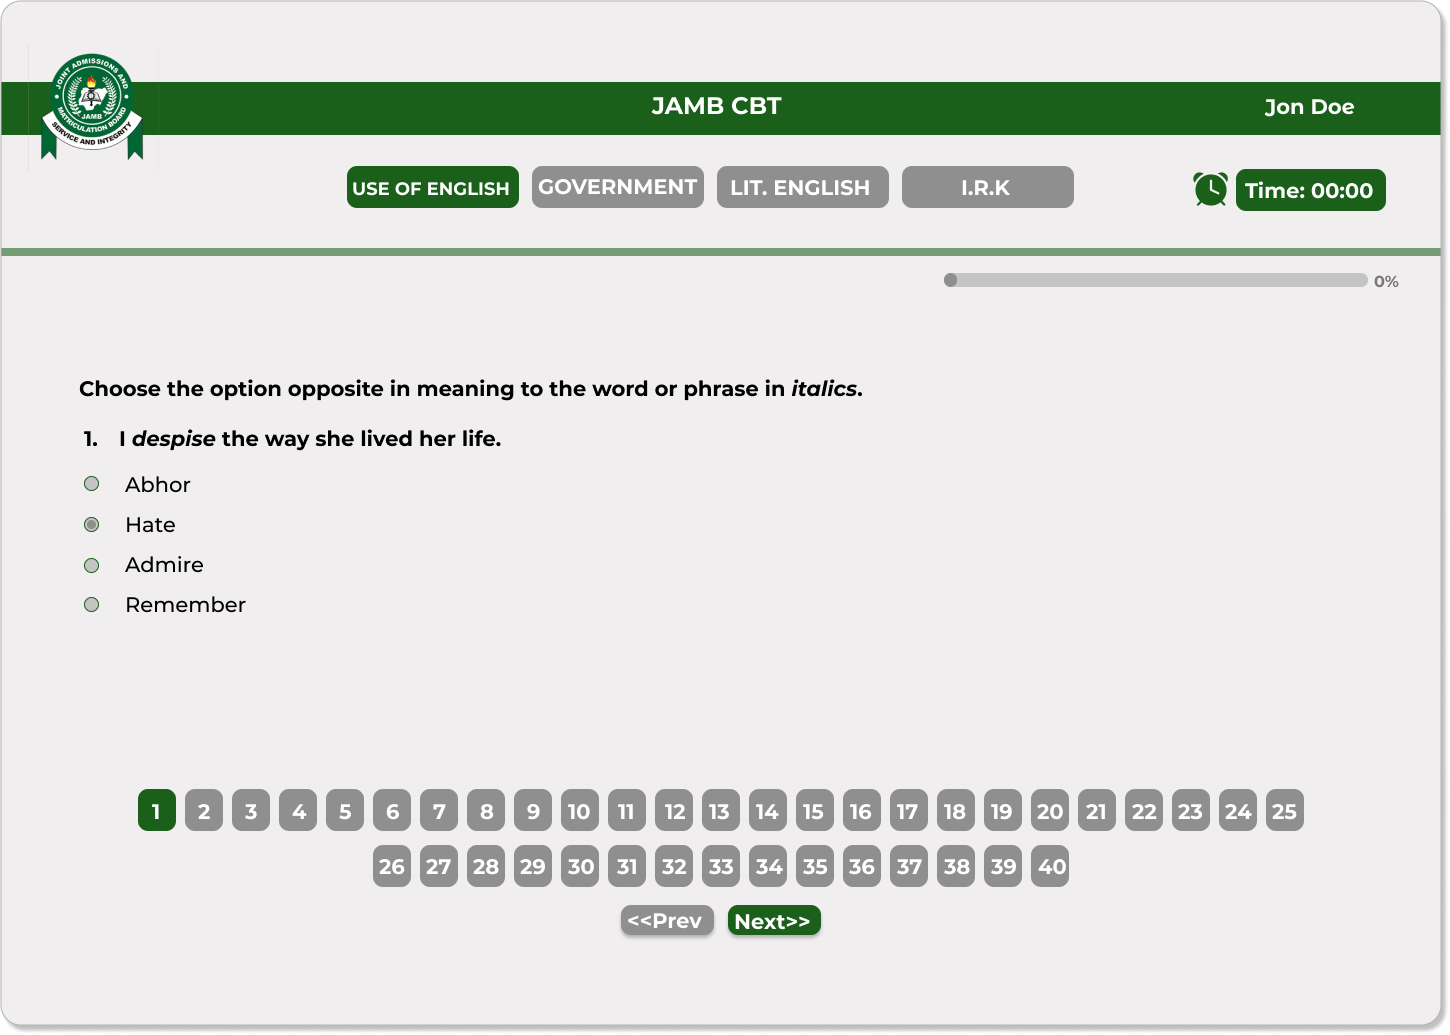 JOINT ADMISSIONS AND
MATRICULATION BOARD
JAMB
SERVICE AND INTEGRITY
JAMB CBT
Jon Doe
USE OF ENGLISH
GOVERNMENT
LIT. ENGLISH
I.R.K
Time: 00:00
0%
Choose the option opposite in meaning to the word or phrase in italics.
1. I despise the way she lived her life.
Abhor
Hate
Admire
Remember
1 2 3 4 5 6 7 8 9 10 11 12 13 14 15 16 17 18 19 20 21 22 23 24 25
26 27 28 29 30 31 32 33 34 35 36 37 38 39 40
<<Prev Next>>